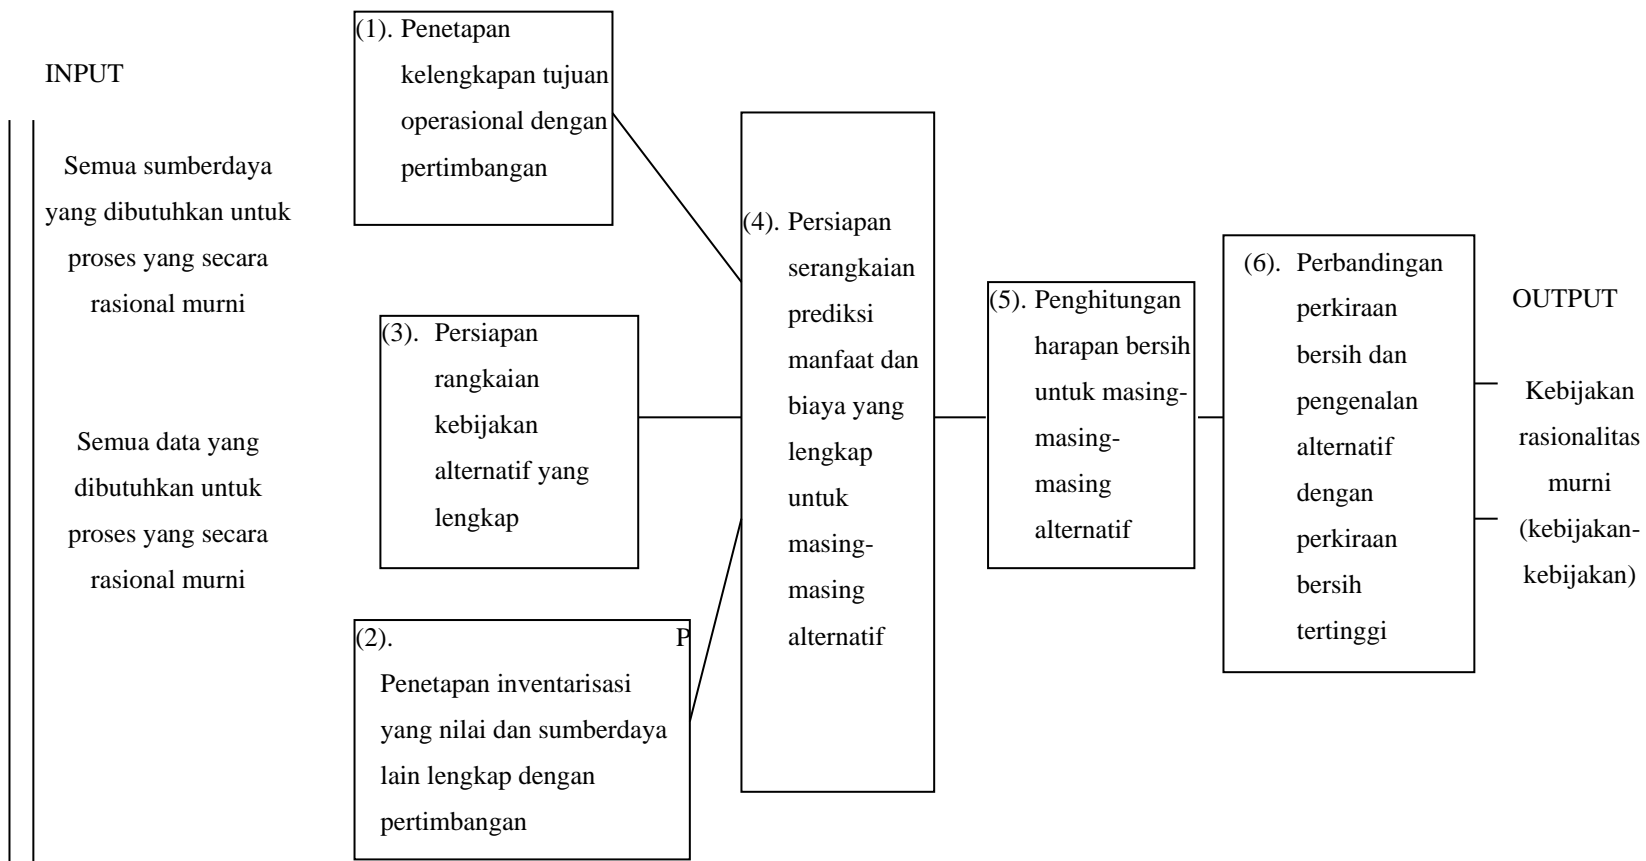 INPUT
Semua sumberdaya
yang dibutuhkan untuk
proses yang secara
rasional murni
Semua data yang
dibutuhkan untuk
proses yang secara
rasional murni
(1). Penetapan
kelengkapan tujuan
operasional dengan
pertimbangan
(3). Persiapan
rangkaian
kebijakan
alternatif yang
lengkap
(2). P
Penetapan inventarisasi
yang nilai dan sumberdaya
lain lengkap dengan
pertimbangan
(4). Persiapan
serangkaian
prediksi
manfaat dan
biaya yang
lengkap
untuk
masing-
masing
alternatif
(5). Penghitungan
harapan bersih
untuk masing-
masing-
masing
alternatif
(6). Perbandingan
perkiraan
bersih dan
pengenalan
alternatif
dengan
perkiraan
bersih
tertinggi
OUTPUT
Kebijakan
rasionalitas
murni
(kebijakan-
kebijakan)